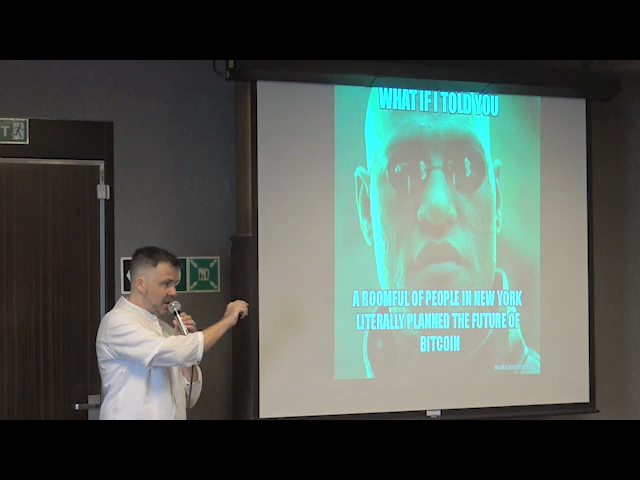 WHAT IF I TOLD YOU
A ROOMFUL OF PEOPLE IN NEW YORK
LITERALLY PLANNED THE FUTURE OF
BITCOIN